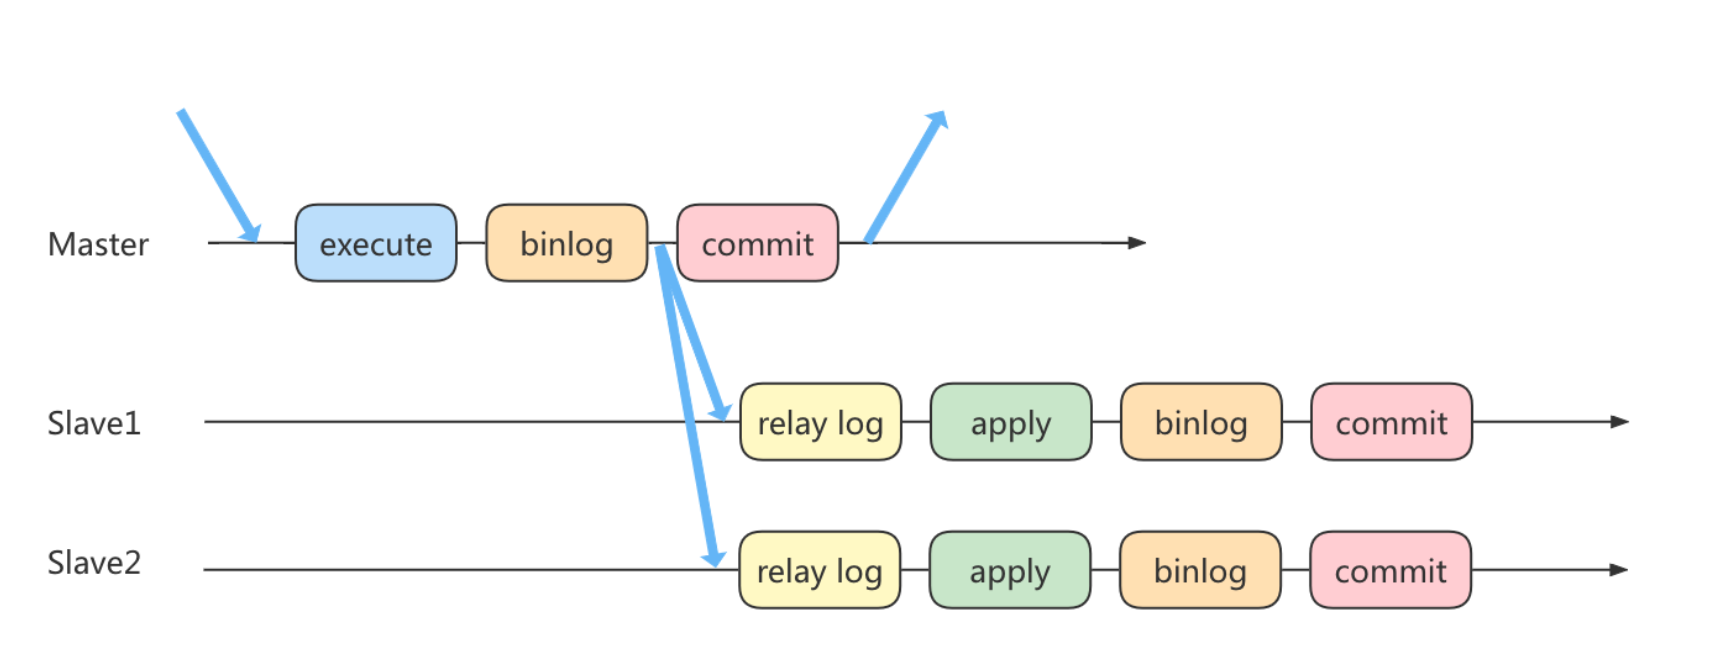 Master execute binlog commit
Slave1 relay log apply binlog commit
Slave2 relay log apply binlog commit